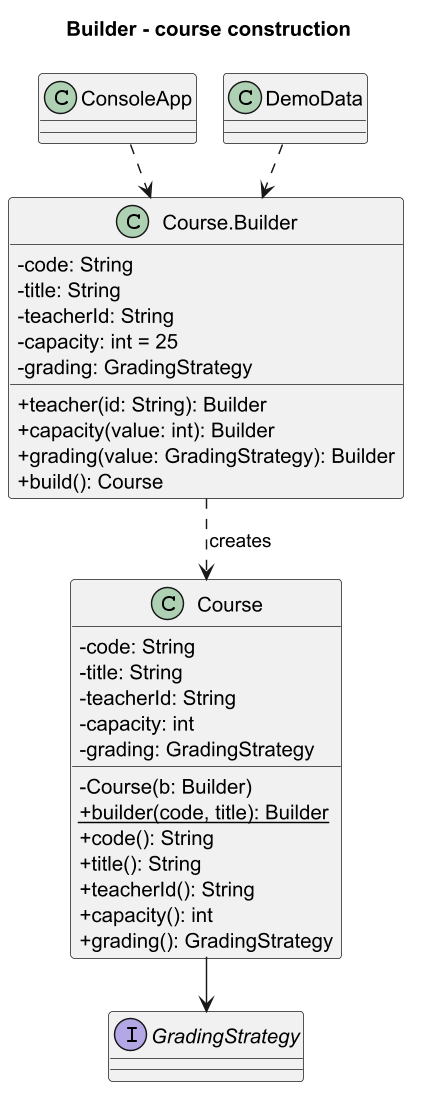 Builder - course construction
C ConsoleApp
C DemoData
C Course.Builder
-code: String
-title: String
-teacherId: String
-capacity: int = 25
-grading: GradingStrategy
+teacher(id: String): Builder
+capacity(value: int): Builder
+grading(value: GradingStrategy): Builder
+build(): Course
creates
C Course
-code: String
-title: String
-teacherId: String
-capacity: int
-grading: GradingStrategy
-Course(b: Builder)
+builder(code, title): Builder
+code(): String
+title(): String
+teacherId(): String
+capacity(): int
+grading(): GradingStrategy
I GradingStrategy